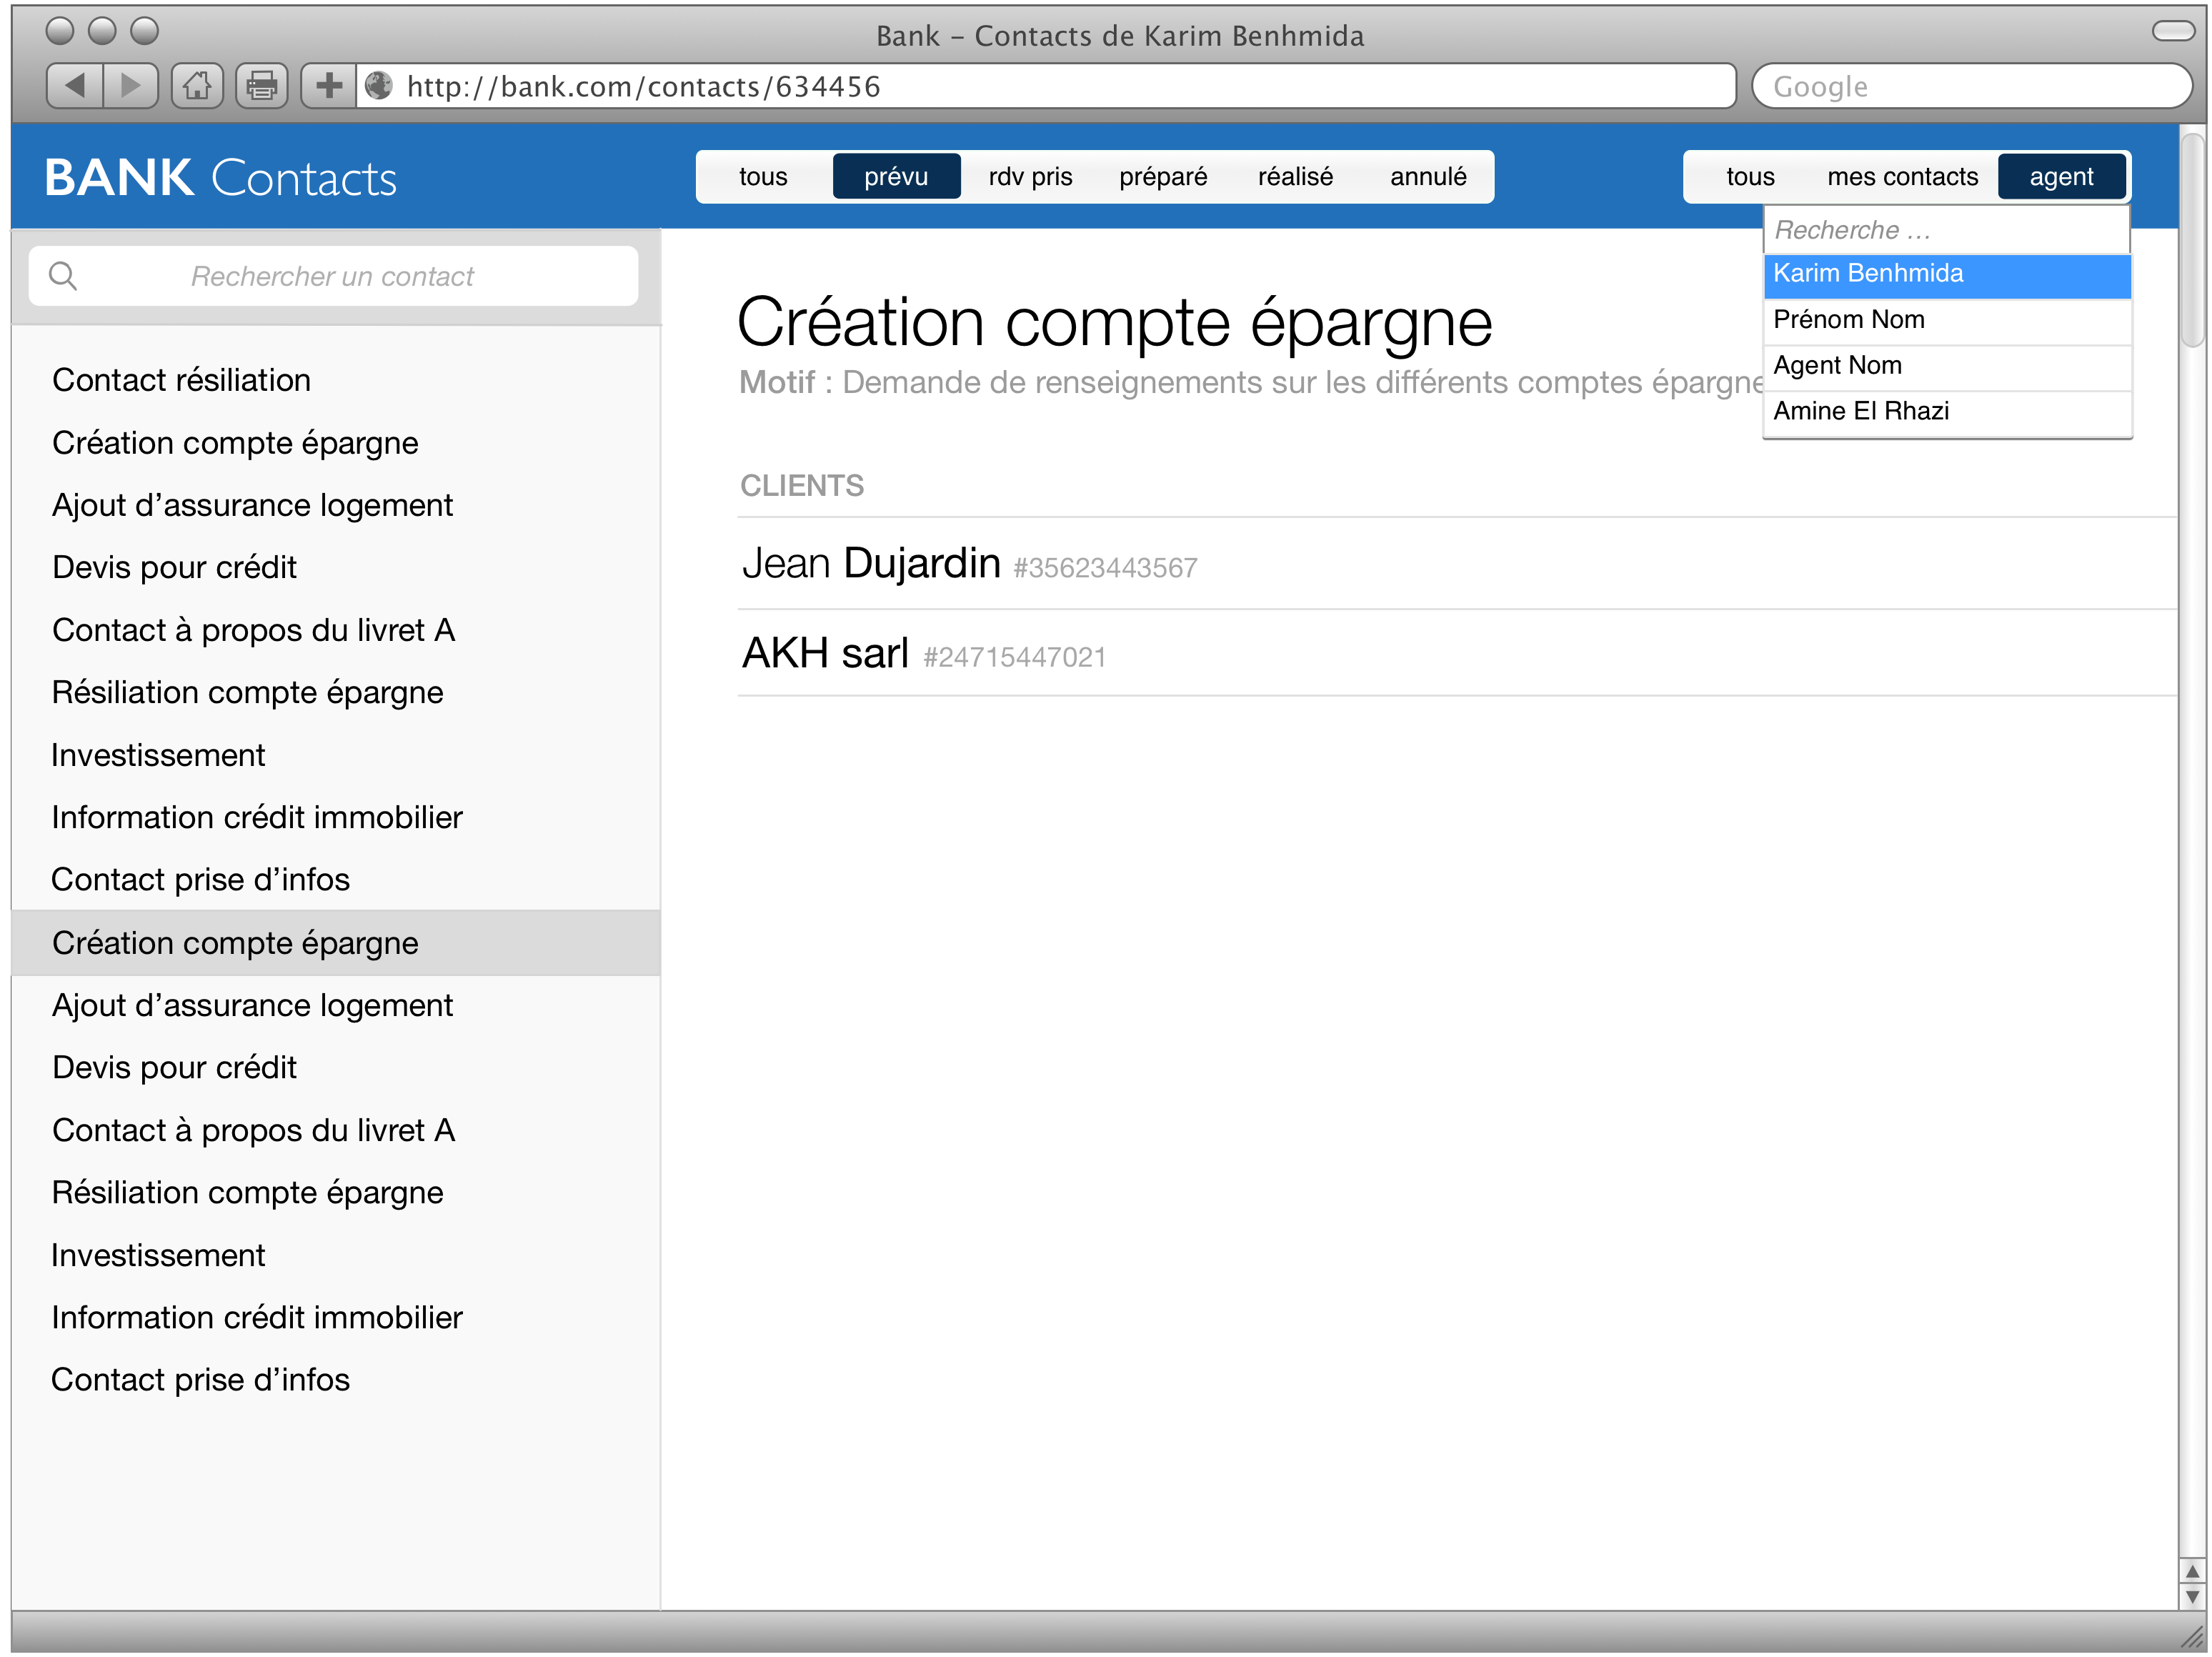 Bank – Contacts de Karim Benhmida
http://bank.com/contacts/634456
Google
BANK Contacts
tous prévu rdv pris préparé réalisé annulé
tous mes contacts agent
Recherche …
Karim Benhmida
Prénom Nom
Agent Nom
Amine El Rhazi
Rechercher un contact
Contact résiliation
Création compte épargne
Ajout d’assurance logement
Devis pour crédit
Contact à propos du livret A
Résiliation compte épargne
Investissement
Information crédit immobilier
Contact prise d’infos
Création compte épargne
Ajout d’assurance logement
Devis pour crédit
Contact à propos du livret A
Résiliation compte épargne
Investissement
Information crédit immobilier
Contact prise d’infos
Création compte épargne
Motif : Demande de renseignements sur les différents comptes épargne
CLIENTS
Jean Dujardin #35623443567
AKH sarl #24715447021